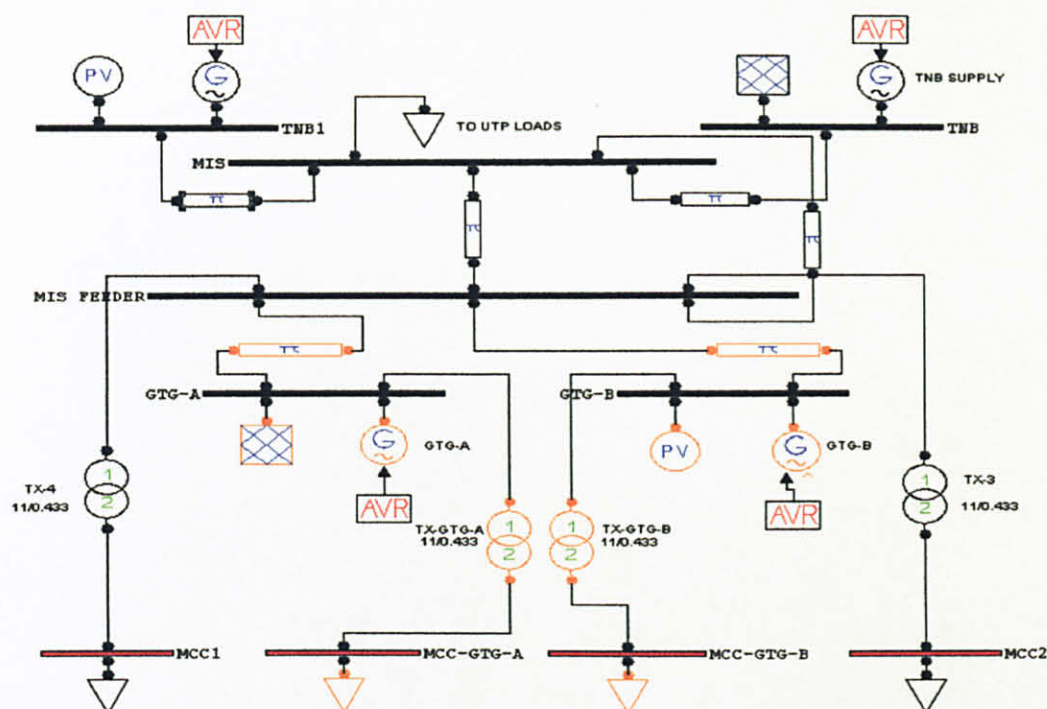 AVR
AVR
PV
G
G
TNB SUPPLY
TNB1
TO UTP LOADS
TNB
MIS
π
π
π
π
MIS FEEDER
π
π
GTG-A
GTG-B
G
GTG-A
PV
G
GTG-B
TX-4
11/0.433
1
2
AVR
TX-GTG-A
11/0.433
1
2
1
2
TX-GTG-B
11/0.433
AVR
1
2
TX-3
11/0.433
MCC1
MCC-GTG-A
MCC-GTG-B
MCC2